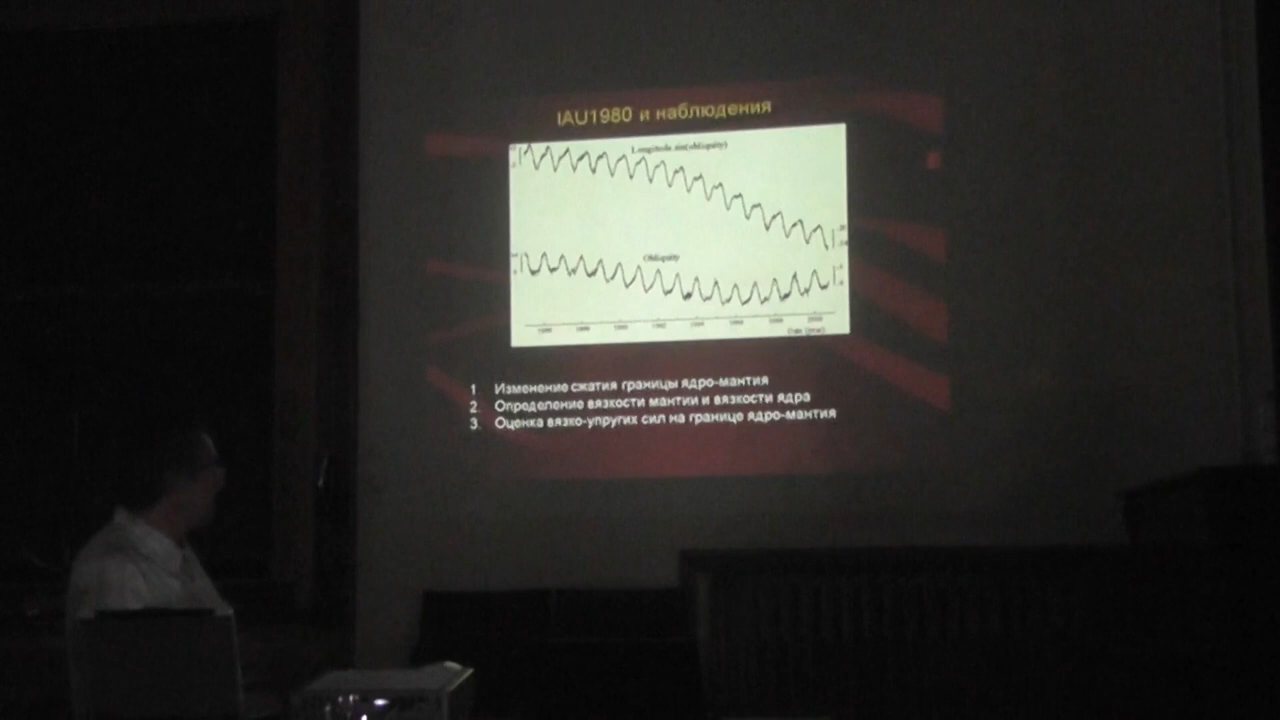 IAU1980 и наблюдения
Longitude sin(obliquity)
Obliquity
1. Изменение сжатия границы ядро-мантия
2. Определение вязкости мантии и вязкости ядра
3. Оценка вязко-упругих сил на границе ядро-мантия